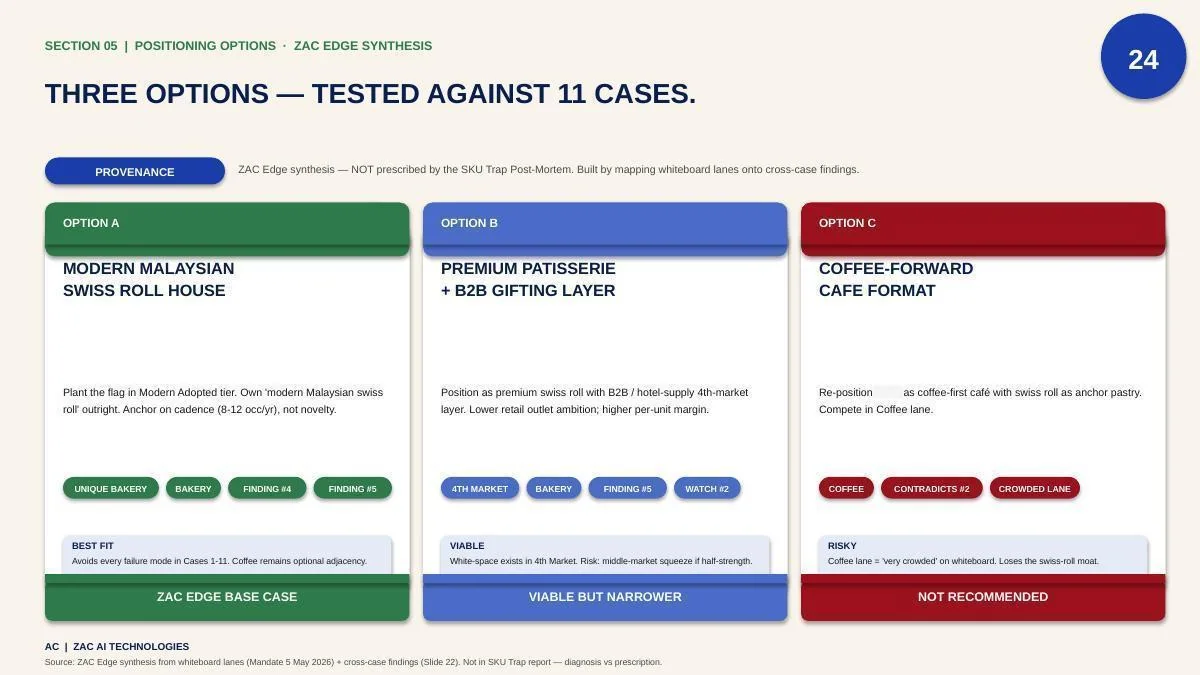 SECTION 05 | POSITIONING OPTIONS · ZAC EDGE SYNTHESIS
24
THREE OPTIONS — TESTED AGAINST 11 CASES.
PROVENANCE
ZAC Edge synthesis — NOT prescribed by the SKU Trap Post-Mortem. Built by mapping whiteboard lanes onto cross-case findings.
OPTION A
MODERN MALAYSIAN
SWISS ROLL HOUSE
Plant the flag in Modern Adopted tier. Own 'modern Malaysian swiss
roll' outright. Anchor on cadence (8-12 occ/yr), not novelty.
UNIQUE BAKERY
BAKERY
FINDING #4
FINDING #5
BEST FIT
Avoids every failure mode in Cases 1-11. Coffee remains optional adjacency.
ZAC EDGE BASE CASE
OPTION B
PREMIUM PATISSERIE
+ B2B GIFTING LAYER
Position as premium swiss roll with B2B / hotel-supply 4th-market
layer. Lower retail outlet ambition; higher per-unit margin.
4TH MARKET
BAKERY
FINDING #5
WATCH #2
VIABLE
White-space exists in 4th Market. Risk: middle-market squeeze if half-strength.
VIABLE BUT NARROWER
OPTION C
COFFEE-FORWARD
CAFE FORMAT
Re-position as coffee-first café with swiss roll as anchor pastry.
Compete in Coffee lane.
COFFEE
CONTRADICTS #2
CROWDED LANE
RISKY
Coffee lane = 'very crowded' on whiteboard. Loses the swiss-roll moat.
NOT RECOMMENDED
AC | ZAC AI TECHNOLOGIES
Source: ZAC Edge synthesis from whiteboard lanes (Mandate 5 May 2026) + cross-case findings (Slide 22). Not in SKU Trap report — diagnosis vs prescription.